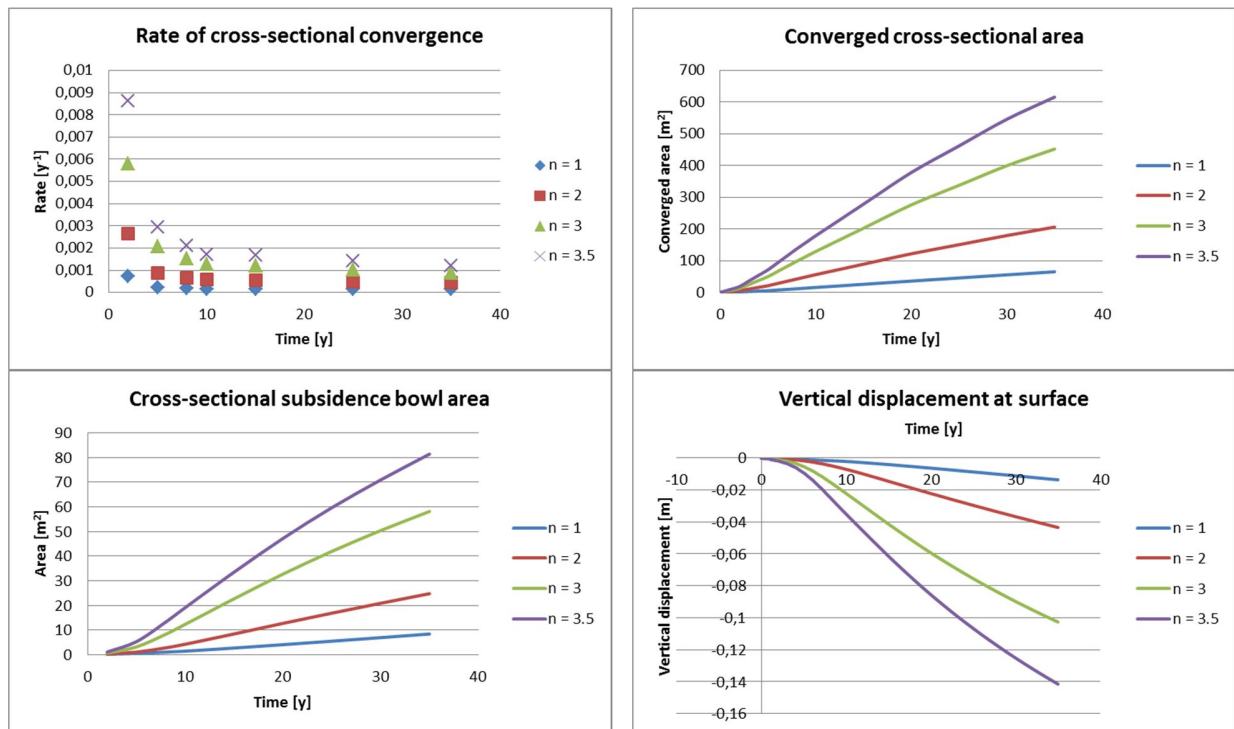 Rate of cross-sectional convergence
0,01
0,009
0,008
0,007
0,006
0,005
0,004
0,003
0,002
0,001
0
Rate [y-1]
0 10 20 30 40
Time [y]
n = 1
n = 2
n = 3
n = 3.5
Converged cross-sectional area
700
600
500
400
300
200
100
0
Converged area [m2]
0 10 20 30 40
Time [y]
n = 1
n = 2
n = 3
n = 3.5
Cross-sectional subsidence bowl area
90
80
70
60
50
40
30
20
10
0
Area [m2]
0 10 20 30 40
Time [y]
n = 1
n = 2
n = 3
n = 3.5
Vertical displacement at surface
Time [y]
-10 0 10 20 30 40
0
-0,02
-0,04
-0,06
-0,08
-0,1
-0,12
-0,14
-0,16
Vertical displacement [m]
n = 1
n = 2
n = 3
n = 3.5